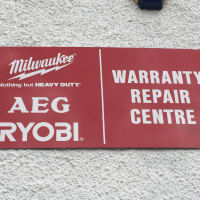 Milwaukee®
Nothing but HEAVY DUTY.®
AEG
RYOBI.
WARRANTY
REPAIR
CENTRE